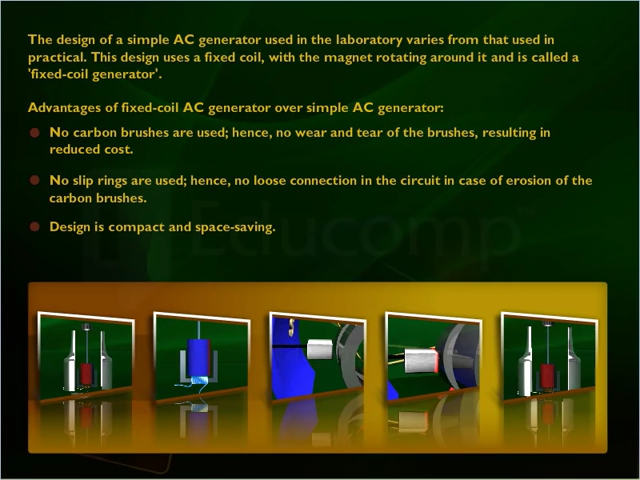 The design of a simple AC generator used in the laboratory varies from that used in
practical. This design uses a fixed coil, with the magnet rotating around it and is called a
'fixed-coil generator'.
Advantages of fixed-coil AC generator over simple AC generator:
No carbon brushes are used; hence, no wear and tear of the brushes, resulting in
reduced cost.
No slip rings are used; hence, no loose connection in the circuit in case of erosion of the
carbon brushes.
Design is compact and space-saving.
Educomp™